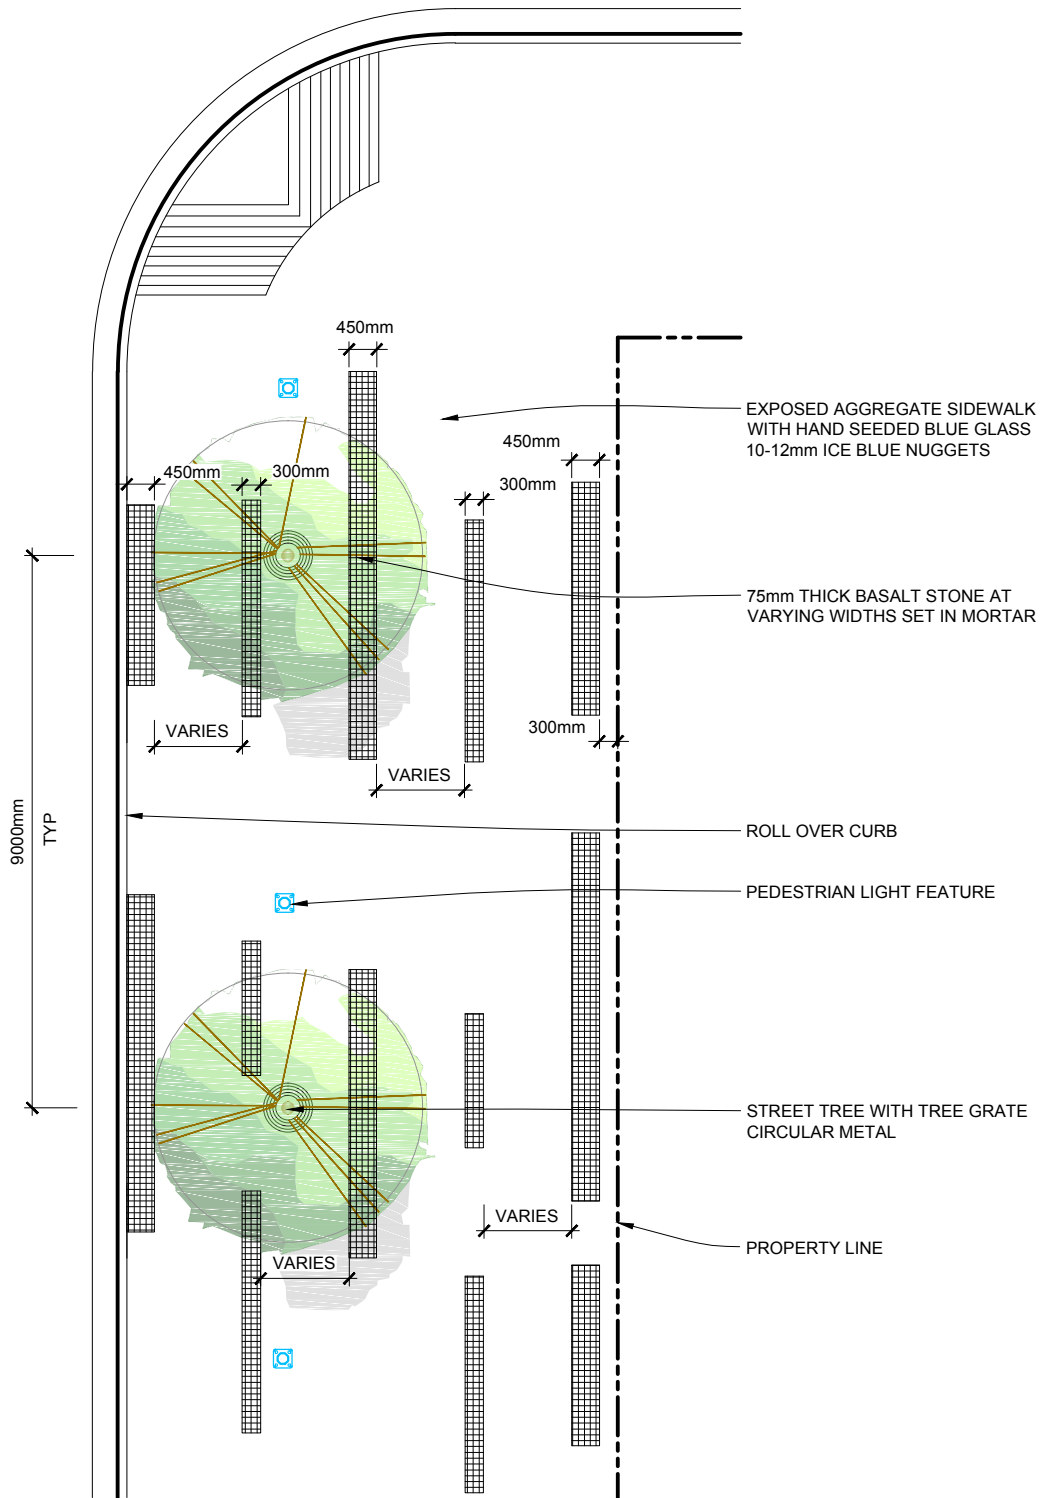 450mm
EXPOSED AGGREGATE SIDEWALK
WITH HAND SEEDED BLUE GLASS
10-12mm ICE BLUE NUGGETS
450mm
450mm
300mm
300mm
75mm THICK BASALT STONE AT
VARYING WIDTHS SET IN MORTAR
VARIES
300mm
VARIES
9000mm
TYP
ROLL OVER CURB
PEDESTRIAN LIGHT FEATURE
STREET TREE WITH TREE GRATE
CIRCULAR METAL
VARIES
PROPERTY LINE
VARIES